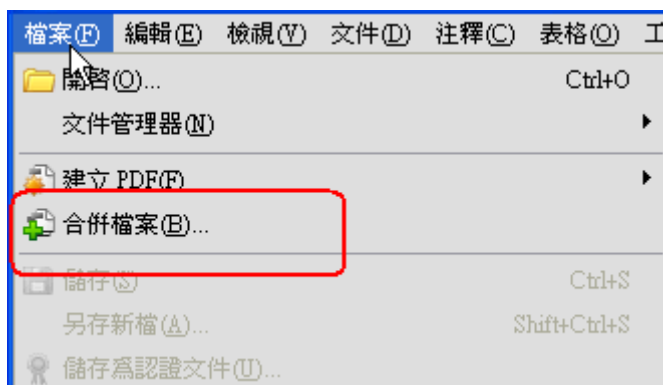 檔案(F) 編輯(E) 檢視(V) 文件(D) 注釋(C) 表格(O) 工
開啓(O)... Ctrl+O
文件管理器(N)
建立 PDF(F)
合併檔案(B)...
儲存(S) Ctrl+S
另存新檔(A)... Shift+Ctrl+S
儲存爲認證文件(U)...